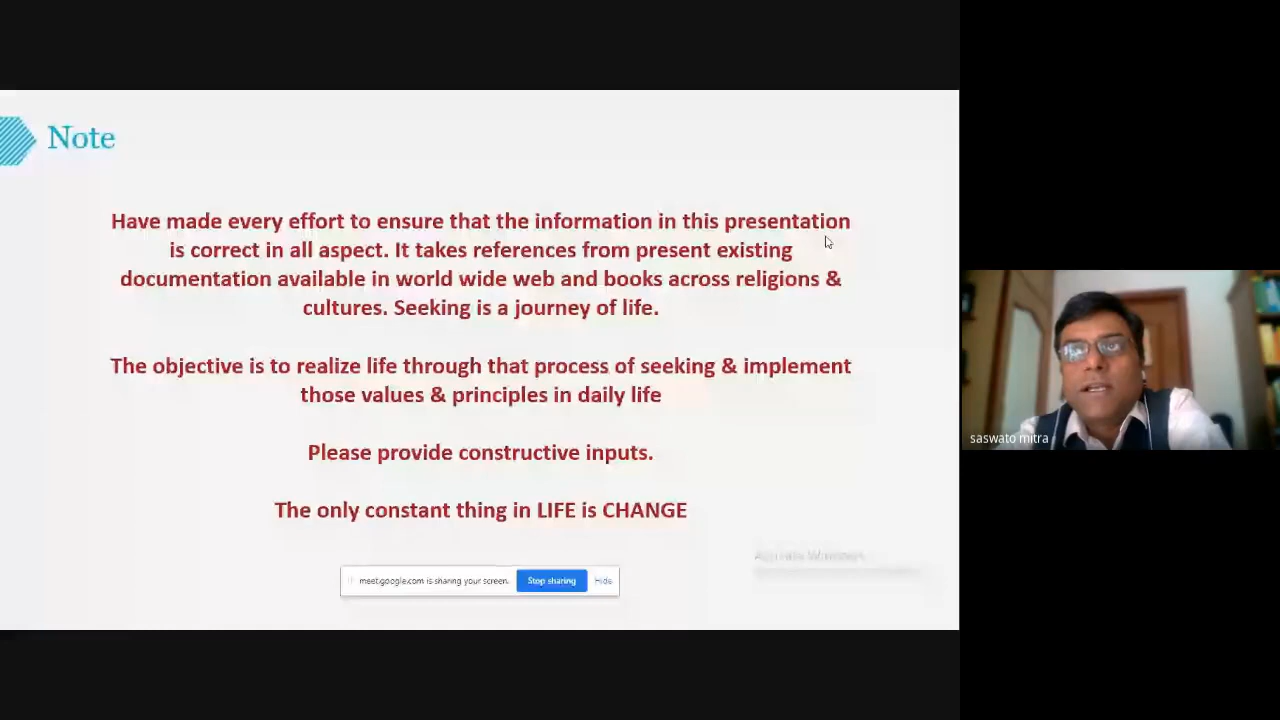 Note
Have made every effort to ensure that the information in this presentation
is correct in all aspect. It takes references from present existing
documentation available in world wide web and books across religions &
cultures. Seeking is a journey of life.
The objective is to realize life through that process of seeking & implement
those values & principles in daily life
Please provide constructive inputs.
The only constant thing in LIFE is CHANGE
Activate Windows
meet.google.com is sharing your screen.
Stop sharing
Hide
saswato mitra